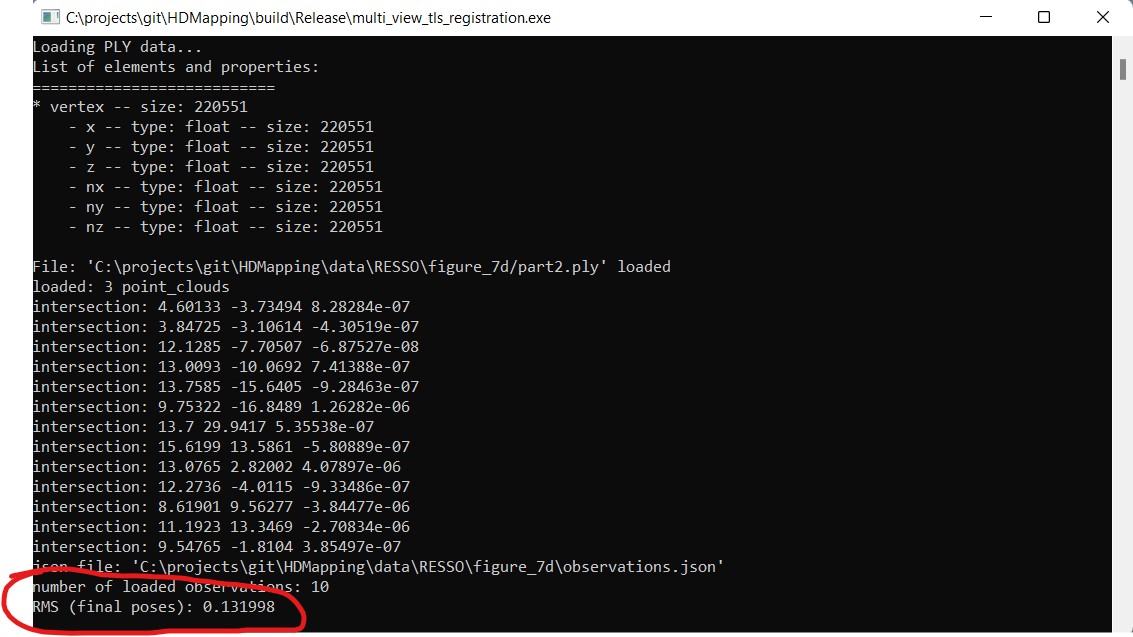 C:\projects\git\HDMapping\build\Release\multi_view_tls_registration.exe
Loading PLY data...
List of elements and properties:
===========================
* vertex -- size: 220551
    - x -- type: float -- size: 220551
    - y -- type: float -- size: 220551
    - z -- type: float -- size: 220551
    - nx -- type: float -- size: 220551
    - ny -- type: float -- size: 220551
    - nz -- type: float -- size: 220551

File: 'C:\projects\git\HDMapping\data\RESSO\figure_7d/part2.ply' loaded
loaded: 3 point_clouds
intersection: 4.60133 -3.73494 8.28284e-07
intersection: 3.84725 -3.10614 -4.30519e-07
intersection: 12.1285 -7.70507 -6.87527e-08
intersection: 13.0093 -10.0692 7.41388e-07
intersection: 13.7585 -15.6405 -9.28463e-07
intersection: 9.75322 -16.8489 1.26282e-06
intersection: 13.7 29.9417 5.35538e-07
intersection: 15.6199 13.5861 -5.80889e-07
intersection: 13.0765 2.82002 4.07897e-06
intersection: 12.2736 -4.0115 -9.33486e-07
intersection: 8.61901 9.56277 -3.84477e-06
intersection: 11.1923 13.3469 -2.70834e-06
intersection: 9.54765 -1.8104 3.85497e-07
json file: 'C:\projects\git\HDMapping\data\RESSO\figure_7d\observations.json'
number of loaded observations: 10
RMS (final poses): 0.131998